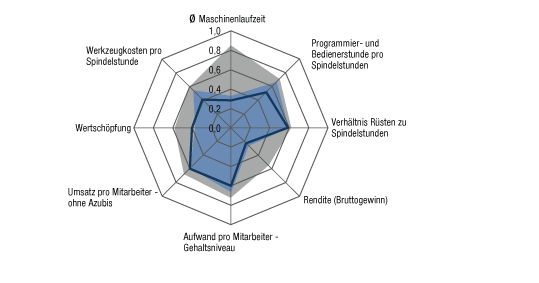 Ø Maschinenlaufzeit
1,0
0,8
0,6
0,4
0,2
0,0
Programmier- und
Bedienerstunde pro
Spindelstunden
Verhältnis Rüsten zu
Spindelstunden
Rendite (Bruttogewinn)
Aufwand pro Mitarbeiter -
Gehaltsniveau
Umsatz pro Mitarbeiter -
ohne Azubis
Wertschöpfung
Werkzeugkosten pro
Spindelstunde